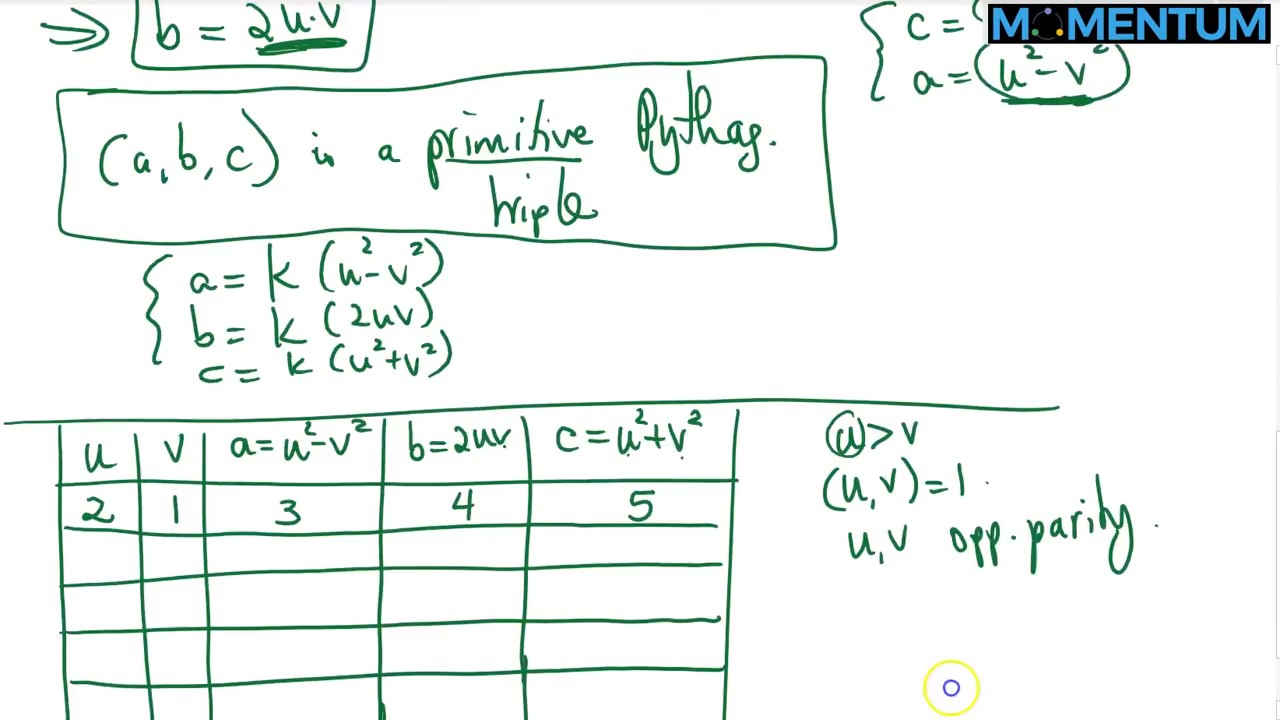 ⇒ b = 2u·v
c = (
MOMENTUM
a = u² - v²
(a, b, c) is a primitive Pythag.
triple
a = k (u² - v²)
b = k (2uv)
c = k (u² + v²)
u v a = u² - v² b = 2uv c = u² + v²
2 1 3 4 5
u > v
(u, v) = 1.
u, v opp. parity.